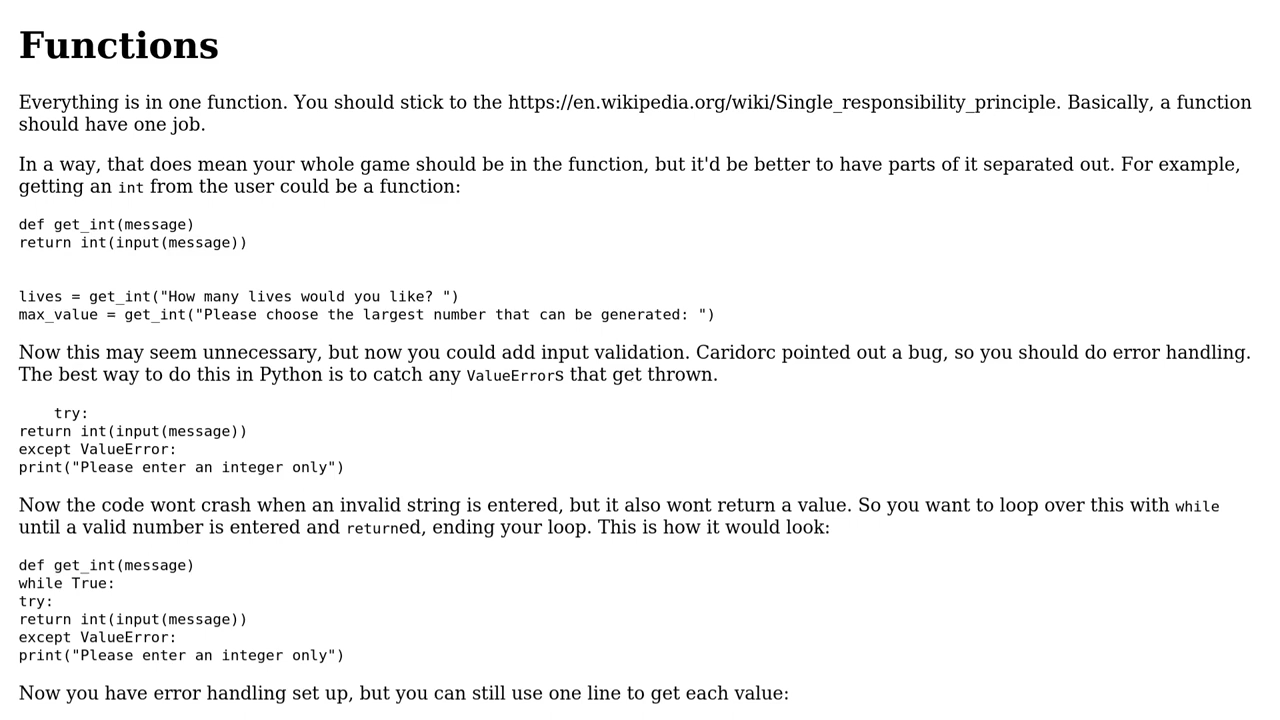 Functions
Everything is in one function. You should stick to the https://en.wikipedia.org/wiki/Single_responsibility_principle. Basically, a function
should have one job.
In a way, that does mean your whole game should be in the function, but it'd be better to have parts of it separated out. For example,
getting an int from the user could be a function:
def get_int(message)
return int(input(message))
lives = get_int("How many lives would you like? ")
max_value = get_int("Please choose the largest number that can be generated: ")
Now this may seem unnecessary, but now you could add input validation. Caridorc pointed out a bug, so you should do error handling.
The best way to do this in Python is to catch any ValueErrors that get thrown.
    try:
return int(input(message))
except ValueError:
print("Please enter an integer only")
Now the code wont crash when an invalid string is entered, but it also wont return a value. So you want to loop over this with while
until a valid number is entered and returned, ending your loop. This is how it would look:
def get_int(message)
while True:
try:
return int(input(message))
except ValueError:
print("Please enter an integer only")
Now you have error handling set up, but you can still use one line to get each value: